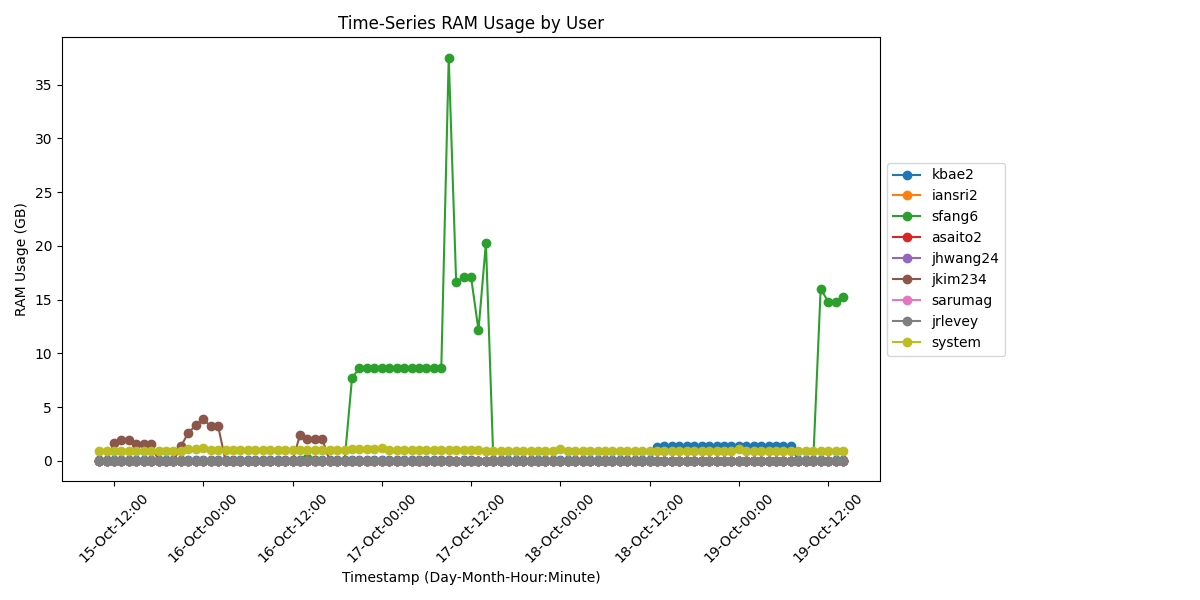 Time-Series RAM Usage by User
RAM Usage (GB)
35
30
25
20
15
10
5
0
15-Oct-12:00
16-Oct-00:00
16-Oct-12:00
17-Oct-00:00
17-Oct-12:00
18-Oct-00:00
18-Oct-12:00
19-Oct-00:00
19-Oct-12:00
Timestamp (Day-Month-Hour:Minute)
kbae2
iansri2
sfang6
asaito2
jhwang24
jkim234
sarumag
jrlevey
system